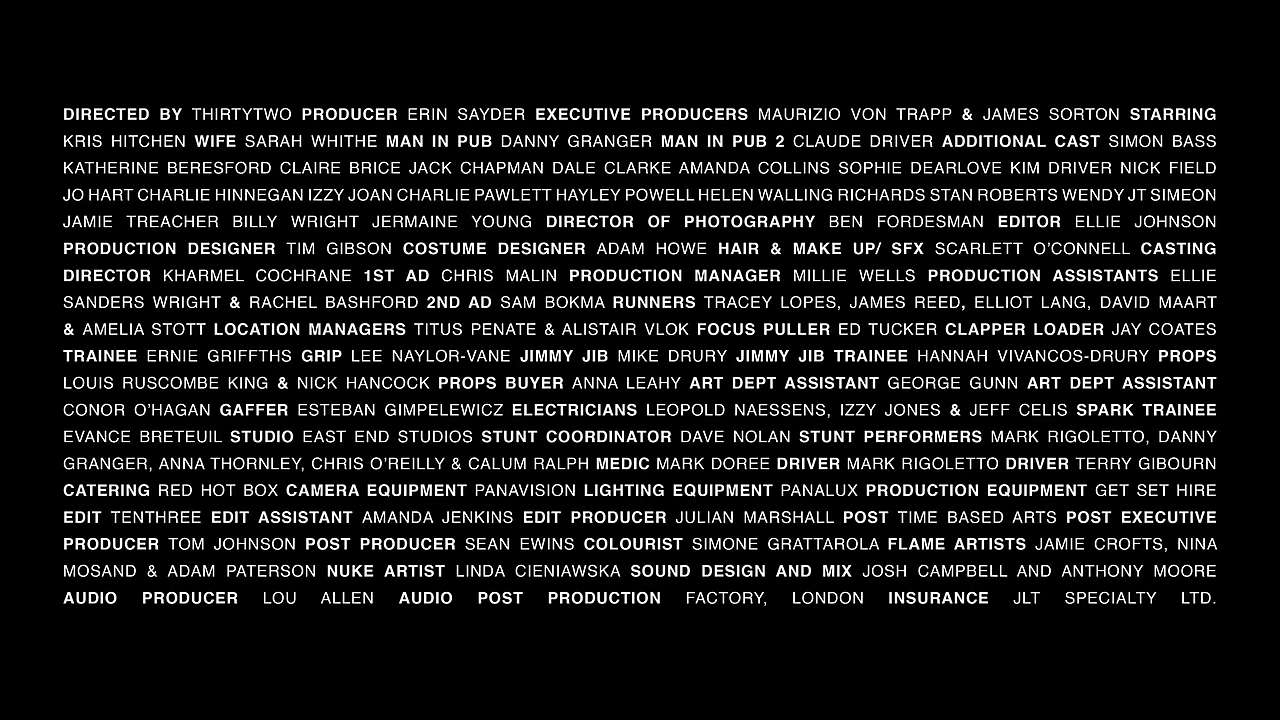 DIRECTED BY THIRTYTWO PRODUCER ERIN SAYDER EXECUTIVE PRODUCERS MAURIZIO VON TRAPP & JAMES SORTON STARRING
KRIS HITCHEN WIFE SARAH WHITHE MAN IN PUB DANNY GRANGER MAN IN PUB 2 CLAUDE DRIVER ADDITIONAL CAST SIMON BASS
KATHERINE BERESFORD CLAIRE BRICE JACK CHAPMAN DALE CLARKE AMANDA COLLINS SOPHIE DEARLOVE KIM DRIVER NICK FIELD
JO HART CHARLIE HINNEGAN IZZY JOAN CHARLIE PAWLETT HAYLEY POWELL HELEN WALLING RICHARDS STAN ROBERTS WENDY JT SIMEON
JAMIE TREACHER BILLY WRIGHT JERMAINE YOUNG DIRECTOR OF PHOTOGRAPHY BEN FORDESMAN EDITOR ELLIE JOHNSON
PRODUCTION DESIGNER TIM GIBSON COSTUME DESIGNER ADAM HOWE HAIR & MAKE UP/ SFX SCARLETT O'CONNELL CASTING
DIRECTOR KHARMEL COCHRANE 1ST AD CHRIS MALIN PRODUCTION MANAGER MILLIE WELLS PRODUCTION ASSISTANTS ELLIE
SANDERS WRIGHT & RACHEL BASHFORD 2ND AD SAM BOKMA RUNNERS TRACEY LOPES, JAMES REED, ELLIOT LANG, DAVID MAART
& AMELIA STOTT LOCATION MANAGERS TITUS PENATE & ALISTAIR VLOK FOCUS PULLER ED TUCKER CLAPPER LOADER JAY COATES
TRAINEE ERNIE GRIFFTHS GRIP LEE NAYLOR-VANE JIMMY JIB MIKE DRURY JIMMY JIB TRAINEE HANNAH VIVANCOS-DRURY PROPS
LOUIS RUSCOMBE KING & NICK HANCOCK PROPS BUYER ANNA LEAHY ART DEPT ASSISTANT GEORGE GUNN ART DEPT ASSISTANT
CONOR O'HAGAN GAFFER ESTEBAN GIMPELEWICZ ELECTRICIANS LEOPOLD NAESSENS, IZZY JONES & JEFF CELIS SPARK TRAINEE
EVANCE BRETEUIL STUDIO EAST END STUDIOS STUNT COORDINATOR DAVE NOLAN STUNT PERFORMERS MARK RIGOLETTO, DANNY
GRANGER, ANNA THORNLEY, CHRIS O'REILLY & CALUM RALPH MEDIC MARK DOREE DRIVER MARK RIGOLETTO DRIVER TERRY GIBOURN
CATERING RED HOT BOX CAMERA EQUIPMENT PANAVISION LIGHTING EQUIPMENT PANALUX PRODUCTION EQUIPMENT GET SET HIRE
EDIT TENTHREE EDIT ASSISTANT AMANDA JENKINS EDIT PRODUCER JULIAN MARSHALL POST TIME BASED ARTS POST EXECUTIVE
PRODUCER TOM JOHNSON POST PRODUCER SEAN EWINS COLOURIST SIMONE GRATTAROLA FLAME ARTISTS JAMIE CROFTS, NINA
MOSAND & ADAM PATERSON NUKE ARTIST LINDA CIENIAWSKA SOUND DESIGN AND MIX JOSH CAMPBELL AND ANTHONY MOORE
AUDIO PRODUCER LOU ALLEN AUDIO POST PRODUCTION FACTORY, LONDON INSURANCE JLT SPECIALTY LTD.